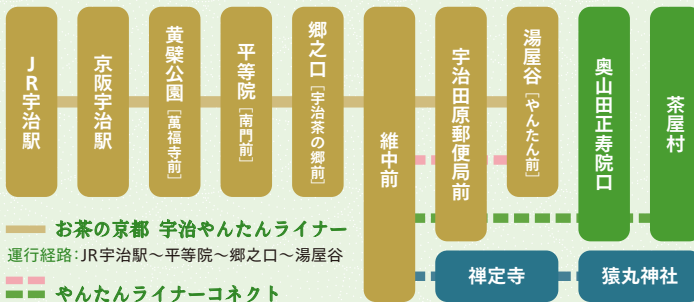 JR宇治駅
京阪宇治駅
黄檗公園[萬福寺前]
平等院[南門前]
郷之口[宇治茶の郷前]
維中前
宇治田原郵便局前
湯屋谷[やんたん前]
奥山田正寿院口
茶屋村
お茶の京都 宇治やんたんライナー
運行経路:JR宇治駅〜平等院〜郷之口〜湯屋谷
やんたんライナーコネクト
禅定寺
猿丸神社